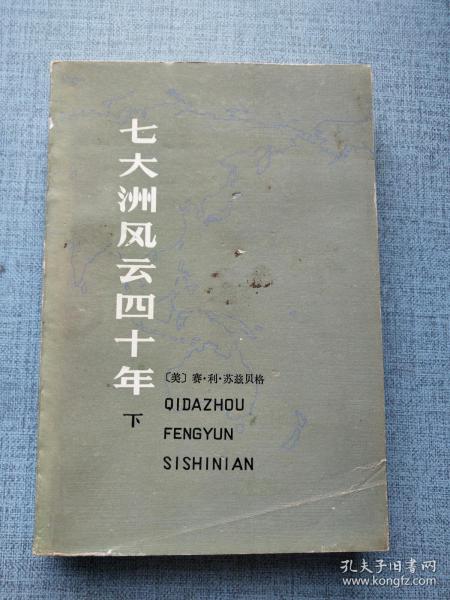 七大洲风云四十年
下
〔美〕赛·利·苏兹贝格
QIDAZHOU
FENGYUN
SISHINIAN
孔夫子旧书网
www.kongfz.com